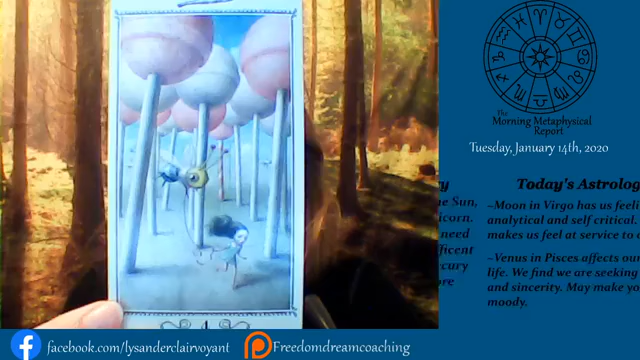 The
Morning Metaphysical
Report
Tuesday, January 14th, 2020
Today's Astrolog
~Moon in Virgo has us feeli
analytical and self critical.
makes us feel at service to o
~Venus in Pisces affects our
life. We find we are seeking
and sincerity. May make yo
moody.
y
e Sun,
icorn.
need
fficent
rcury
re
facebook.com/lysanderclairvoyant
Freedomdreamcoaching